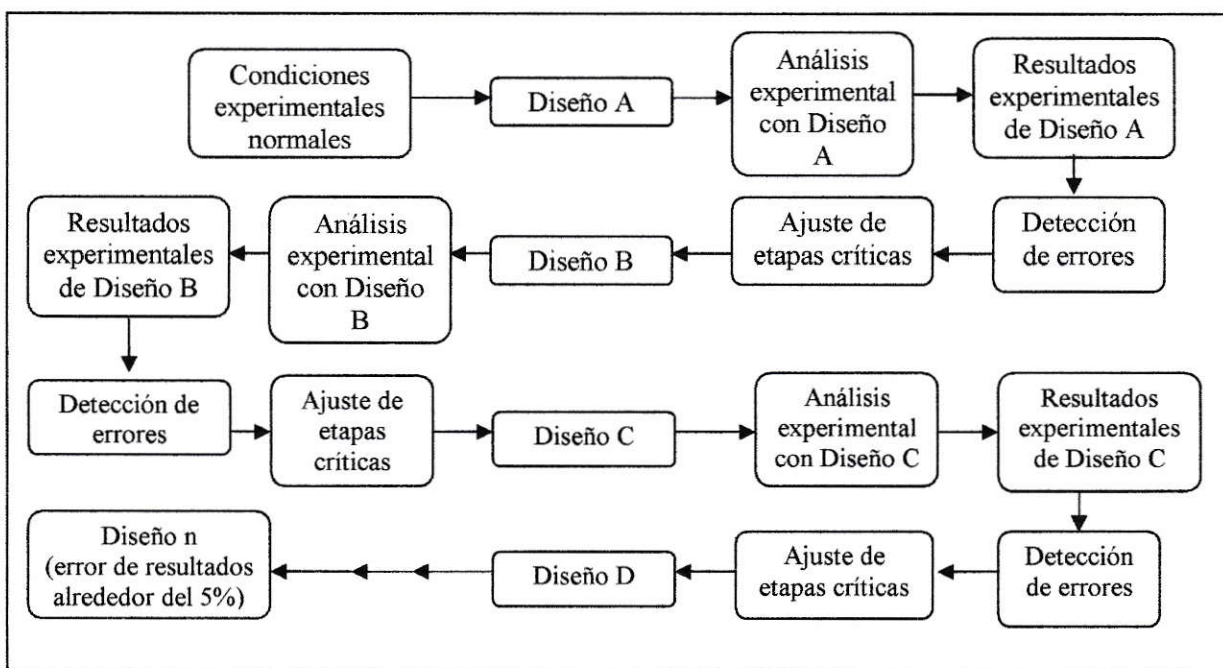 Condiciones
experimentales
normales
Diseño A
Análisis
experimental
con Diseño
A
Resultados
experimentales
de Diseño A
Detección
de errores
Ajuste de
etapas críticas
Diseño B
Análisis
experimental
con Diseño
B
Resultados
experimentales
de Diseño B
Detección de
errores
Ajuste de
etapas
críticas
Diseño C
Análisis
experimental
con Diseño C
Resultados
experimentales
de Diseño C
Detección
de errores
Ajuste de
etapas críticas
Diseño D
Diseño n
(error de resultados
alrededor del 5%)